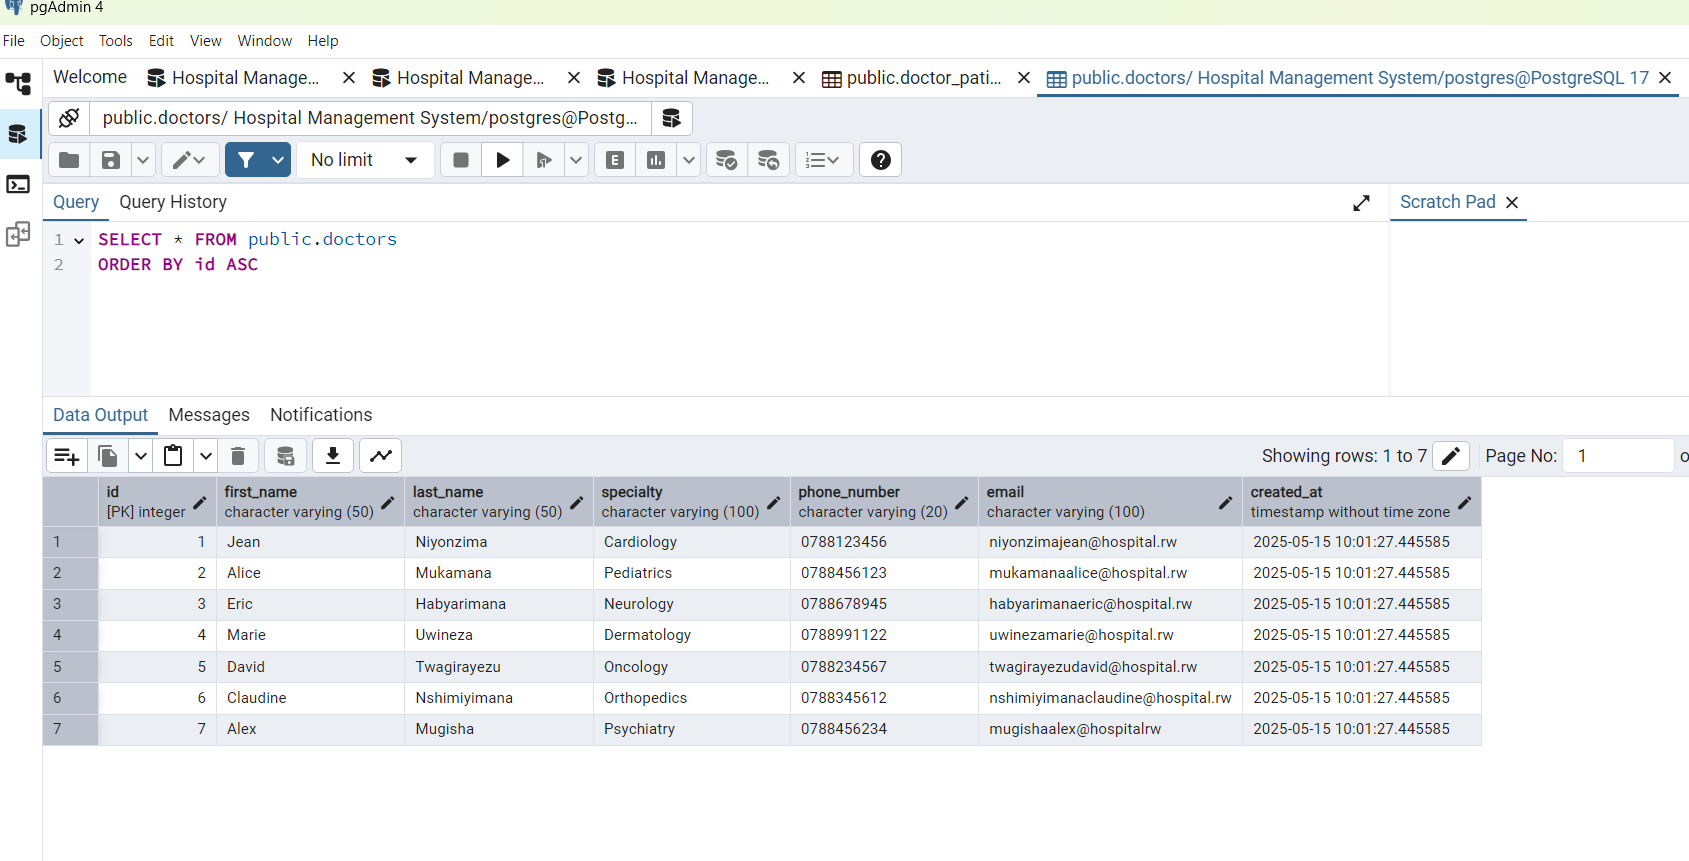 pgAdmin 4
File Object Tools Edit View Window Help
Welcome Hospital Manage... Hospital Manage... Hospital Manage... public.doctor_pati... public.doctors/ Hospital Management System/postgres@PostgreSQL 17
public.doctors/ Hospital Management System/postgres@Postg...
No limit E
Query Query History Scratch Pad
1 SELECT * FROM public.doctors
2 ORDER BY id ASC
Data Output Messages Notifications
Showing rows: 1 to 7 Page No: 1 o
id first_name last_name specialty phone_number email created_at
[PK] integer character varying (50) character varying (50) character varying (100) character varying (20) character varying (100) timestamp without time zone
1 1 Jean Niyonzima Cardiology 0788123456 niyonzimajean@hospital.rw 2025-05-15 10:01:27.445585
2 2 Alice Mukamana Pediatrics 0788456123 mukamanaalice@hospital.rw 2025-05-15 10:01:27.445585
3 3 Eric Habyarimana Neurology 0788678945 habyarimanaeric@hospital.rw 2025-05-15 10:01:27.445585
4 4 Marie Uwineza Dermatology 0788991122 uwinezamarie@hospital.rw 2025-05-15 10:01:27.445585
5 5 David Twagirayezu Oncology 0788234567 twagirayezudavid@hospital.rw 2025-05-15 10:01:27.445585
6 6 Claudine Nshimiyimana Orthopedics 0788345612 nshimiyimanaclaudine@hospital.rw 2025-05-15 10:01:27.445585
7 7 Alex Mugisha Psychiatry 0788456234 mugishaalex@hospitalrw 2025-05-15 10:01:27.445585